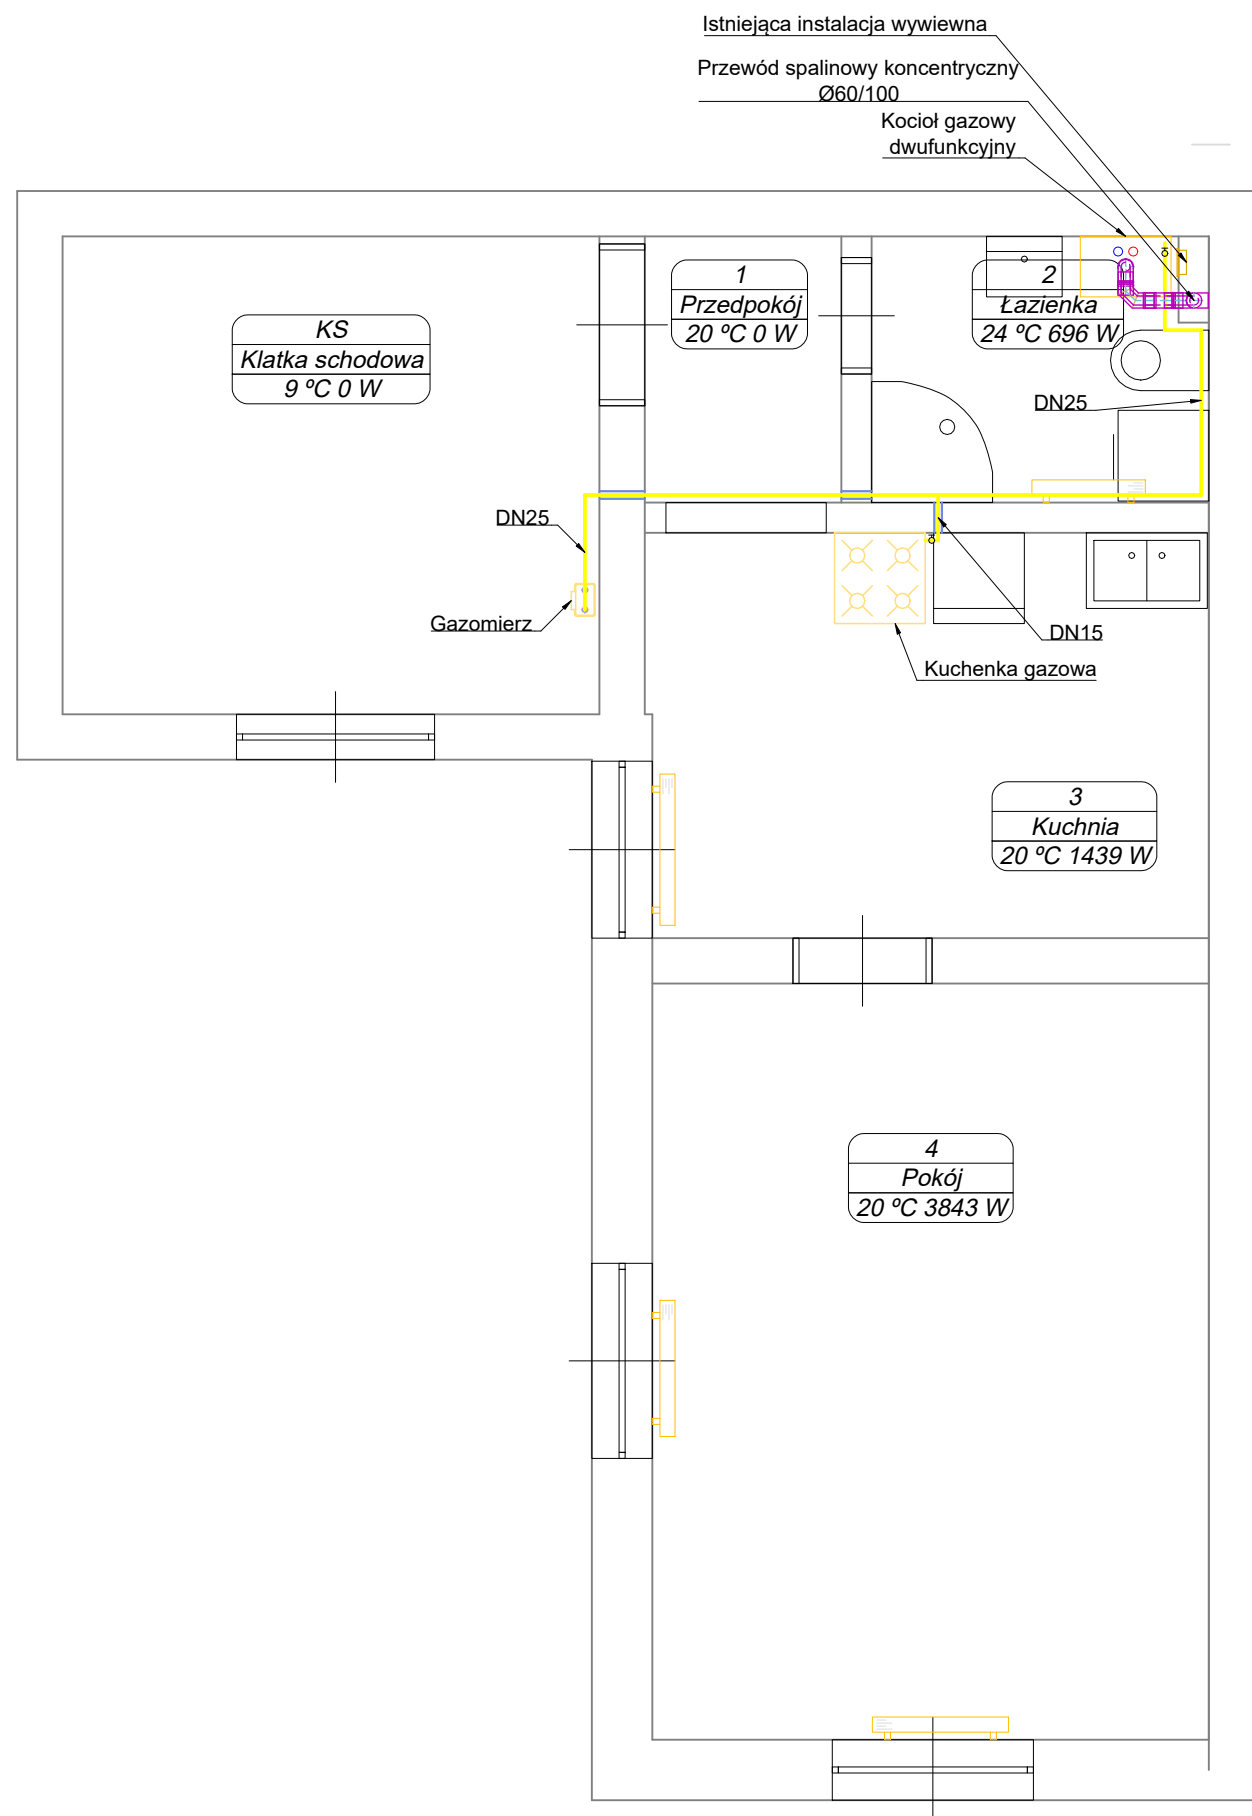 Istniejąca instalacja wywiewna
Przewód spalinowy koncentryczny
Ø60/100
Kocioł gazowy
dwufunkcyjny
1
Przedpokój
20 ºC 0 W
2
Łazienka
24 ºC 696 W
KS
Klatka schodowa
9 ºC 0 W
DN25
DN25
Gazomierz
DN15
Kuchenka gazowa
3
Kuchnia
20 ºC 1439 W
4
Pokój
20 ºC 3843 W